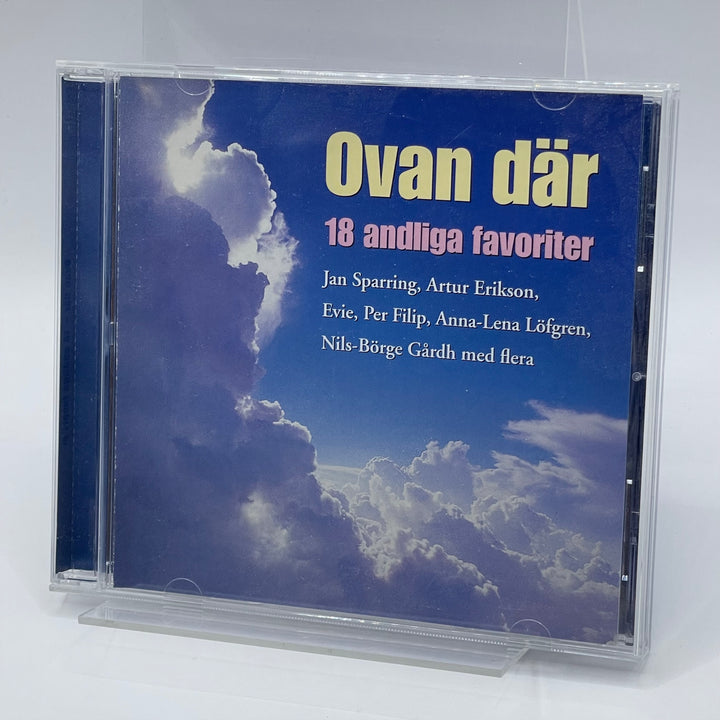 Ovan där
18 andliga favoriter
Jan Sparring, Artur Erikson,
Evie, Per Filip, Anna-Lena Löfgren,
Nils-Börge Gårdh med flera